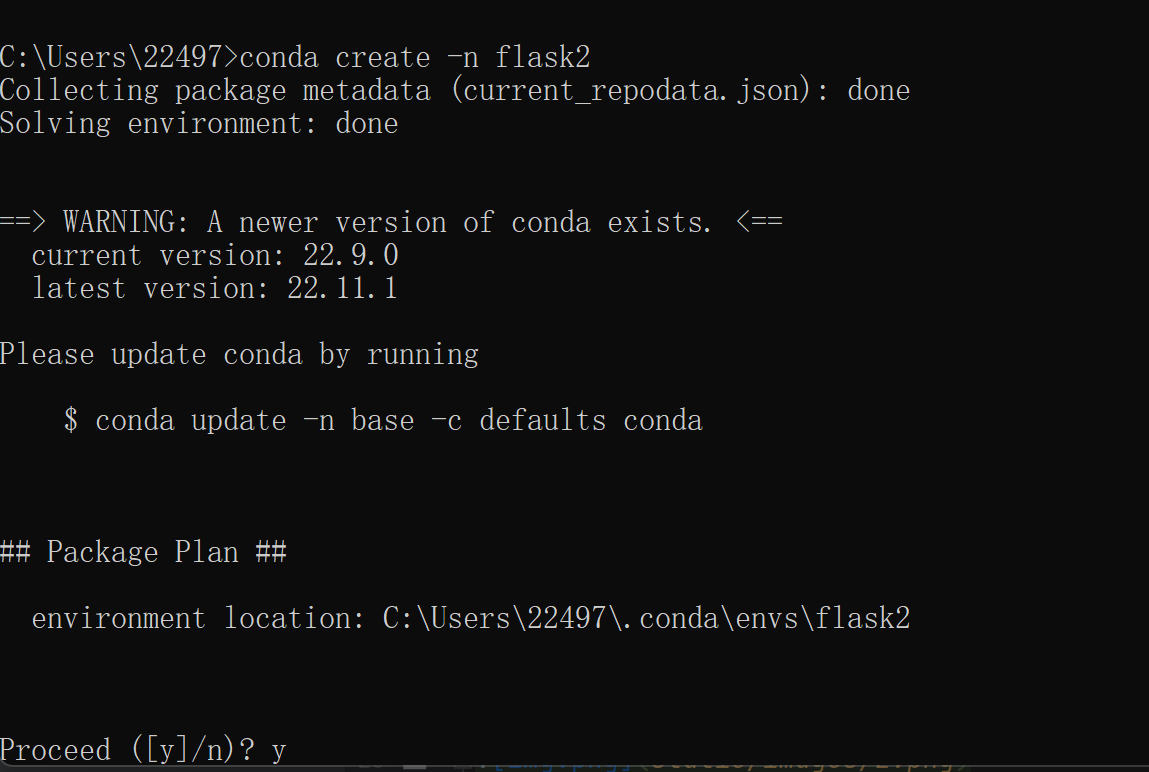 C:\Users\22497>conda create -n flask2
Collecting package metadata (current_repodata.json): done
Solving environment: done
==> WARNING: A newer version of conda exists. <==
current version: 22.9.0
latest version: 22.11.1
Please update conda by running
$ conda update -n base -c defaults conda
## Package Plan ##
environment location: C:\Users\22497\.conda\envs\flask2
Proceed ([y]/n)? y